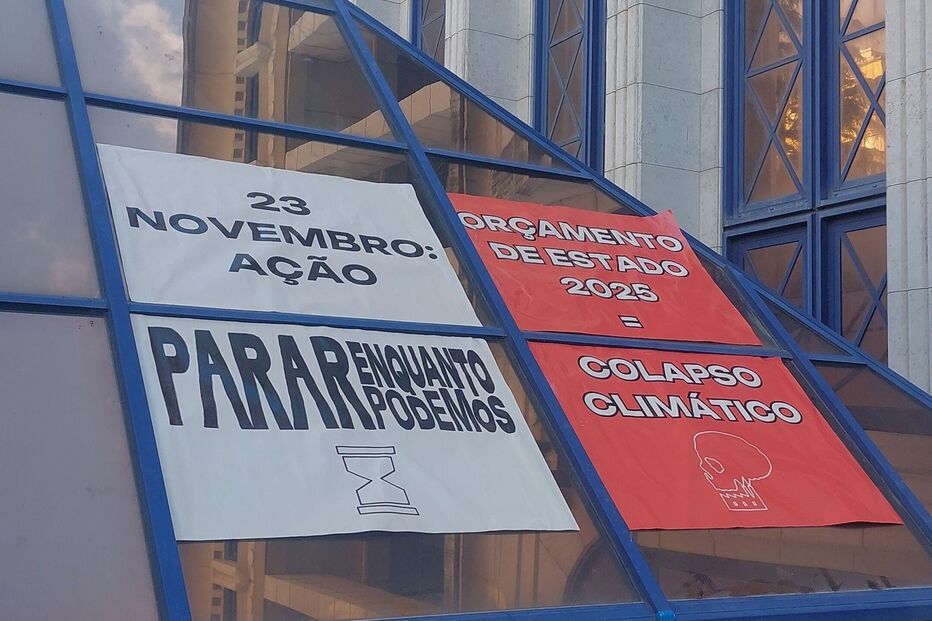 23
NOVEMBRO:
AÇÃO
PARAR ENQUANTO
PODEMOS
ORÇAMENTO
DE ESTADO
2025
=
COLAPSO
CLIMÁTICO